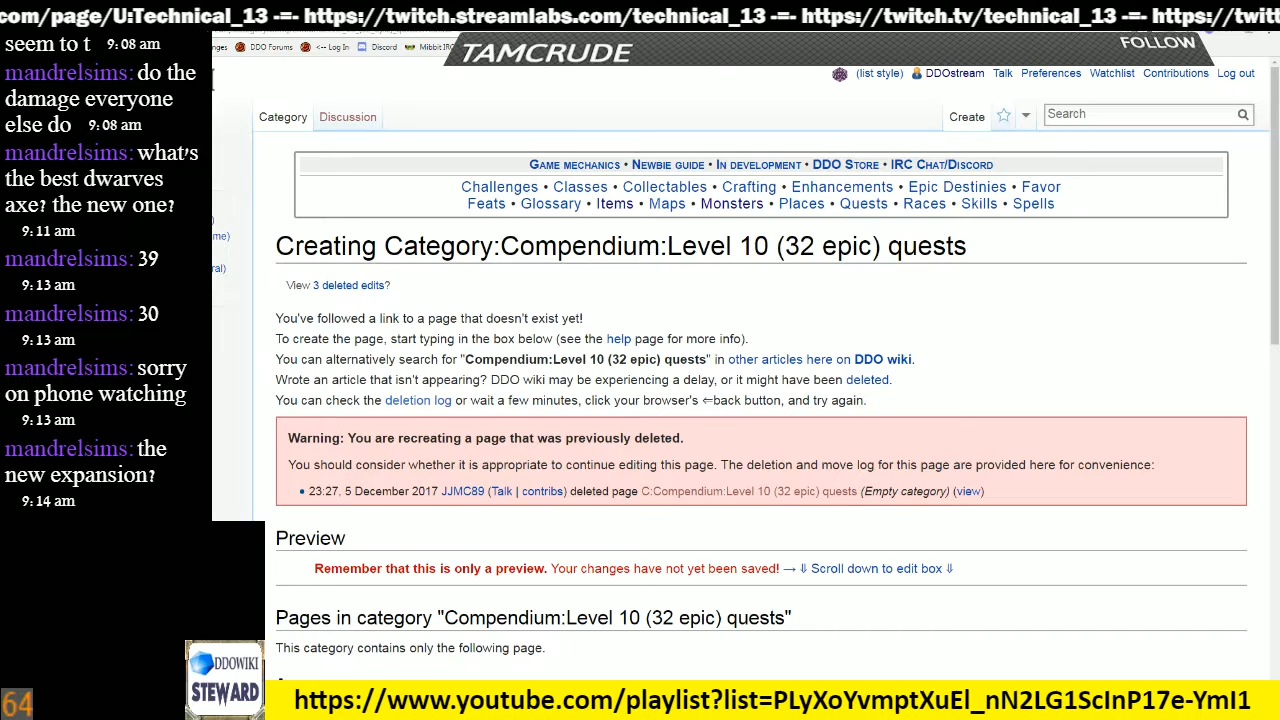 com/page/U:Technical_13 -=- https://twitch.streamlabs.com/technical_13 -=- https://twitch.tv/technical_13 -=- https://twitt
seem to t 9:08 am
mandrelsims: do the
damage everyone
else do 9:08 am
mandrelsims: what's
the best dwarves
axe? the new one?
9:11 am
mandrelsims: 39
9:13 am
mandrelsims: 30
9:13 am
mandrelsims: sorry
on phone watching
9:13 am
mandrelsims: the
new expansion?
9:14 am
nges DDO Forums <-- Log In Discord Mibbit IRC
TAMCRUDE
FOLLOW
(list style) DDOstream Talk Preferences Watchlist Contributions Log out
Category Discussion Create Search
Game mechanics • Newbie guide • In development • DDO Store • IRC Chat/Discord
Challenges • Classes • Collectables • Crafting • Enhancements • Epic Destinies • Favor
Feats • Glossary • Items • Maps • Monsters • Places • Quests • Races • Skills • Spells
me)
ral)
Creating Category:Compendium:Level 10 (32 epic) quests
View 3 deleted edits?
You've followed a link to a page that doesn't exist yet!
To create the page, start typing in the box below (see the help page for more info).
You can alternatively search for "Compendium:Level 10 (32 epic) quests" in other articles here on DDO wiki.
Wrote an article that isn't appearing? DDO wiki may be experiencing a delay, or it might have been deleted.
You can check the deletion log or wait a few minutes, click your browser's ⇐back button, and try again.
Warning: You are recreating a page that was previously deleted.
You should consider whether it is appropriate to continue editing this page. The deletion and move log for this page are provided here for convenience:
• 23:27, 5 December 2017 JJMC89 (Talk | contribs) deleted page C:Compendium:Level 10 (32 epic) quests (Empty category) (view)
Preview
Remember that this is only a preview. Your changes have not yet been saved! → ⇓ Scroll down to edit box ⇓
Pages in category "Compendium:Level 10 (32 epic) quests"
This category contains only the following page.
DDOWIKI
STEWARD
64
https://www.youtube.com/playlist?list=PLyXoYvmptXuEl_nN2LG1ScInP17e-YmI1